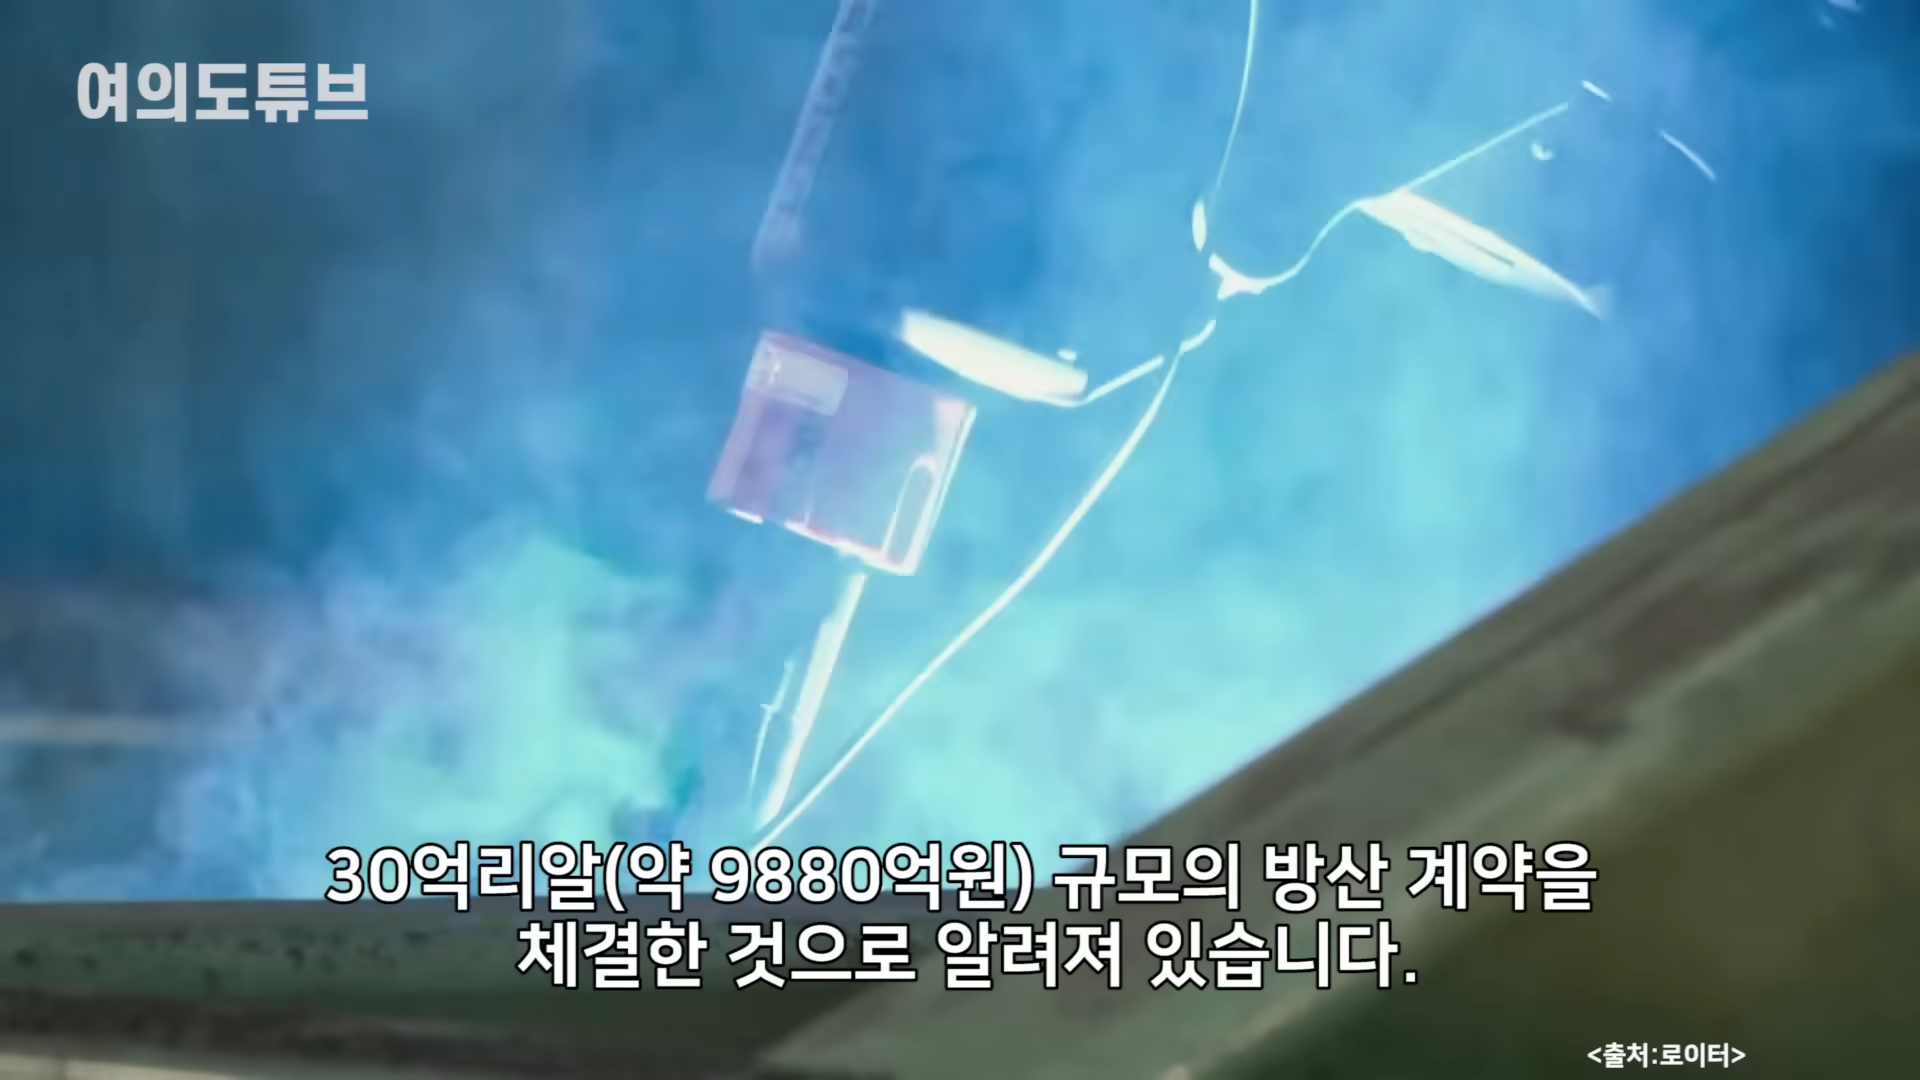 여의도튜브
30억리알(약 9880억원) 규모의 방산 계약을
체결한 것으로 알려져 있습니다.
<출처:로이터>